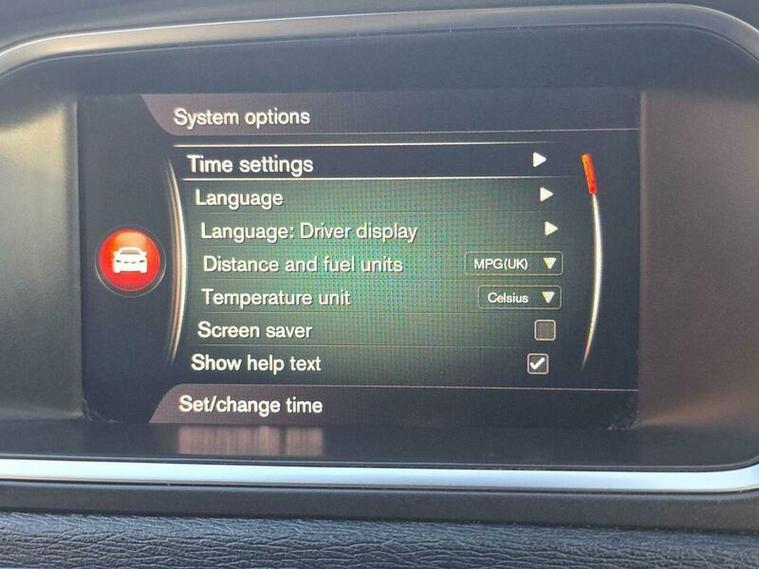 System options
Time settings
Language
Language: Driver display
Distance and fuel units MPG(UK)
Temperature unit Celsius
Screen saver
Show help text
Set/change time